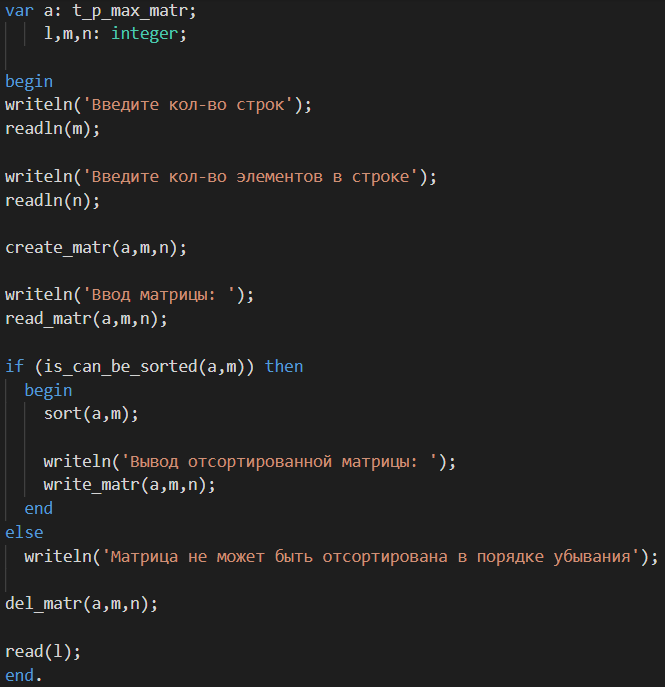 var a: t_p_max_matr;
l,m,n: integer;
begin
writeln('Введите кол-во строк');
readln(m);
writeln('Введите кол-во элементов в строке');
readln(n);
create_matr(a,m,n);
writeln('Ввод матрицы: ');
read_matr(a,m,n);
if (is_can_be_sorted(a,m)) then
begin
sort(a,m);
writeln('Вывод отсортированной матрицы: ');
write_matr(a,m,n);
end
else
writeln('Матрица не может быть отсортирована в порядке убывания');
del_matr(a,m,n);
read(l);
end.